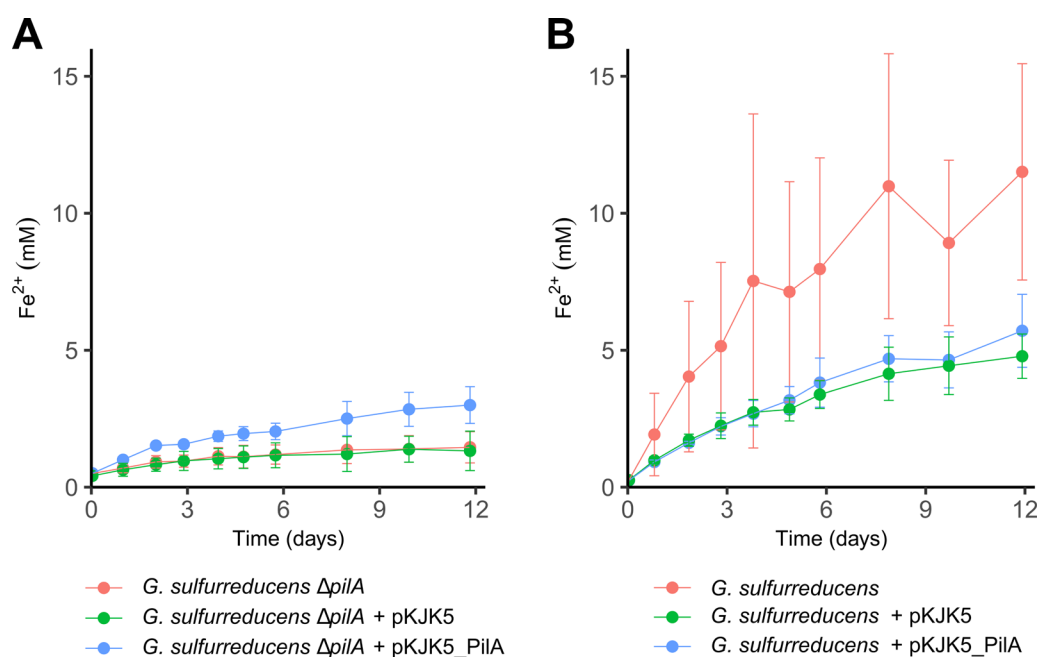 A
15
10
5
0
Fe2+ (mM)
0 3 6 9 12
Time (days)
G. sulfurreducens ΔpilA
G. sulfurreducens ΔpilA + pKJK5
G. sulfurreducens ΔpilA + pKJK5_PilA
B
15
10
5
0
Fe2+ (mM)
0 3 6 9 12
Time (days)
G. sulfurreducens
G. sulfurreducens + pKJK5
G. sulfurreducens + pKJK5_PilA